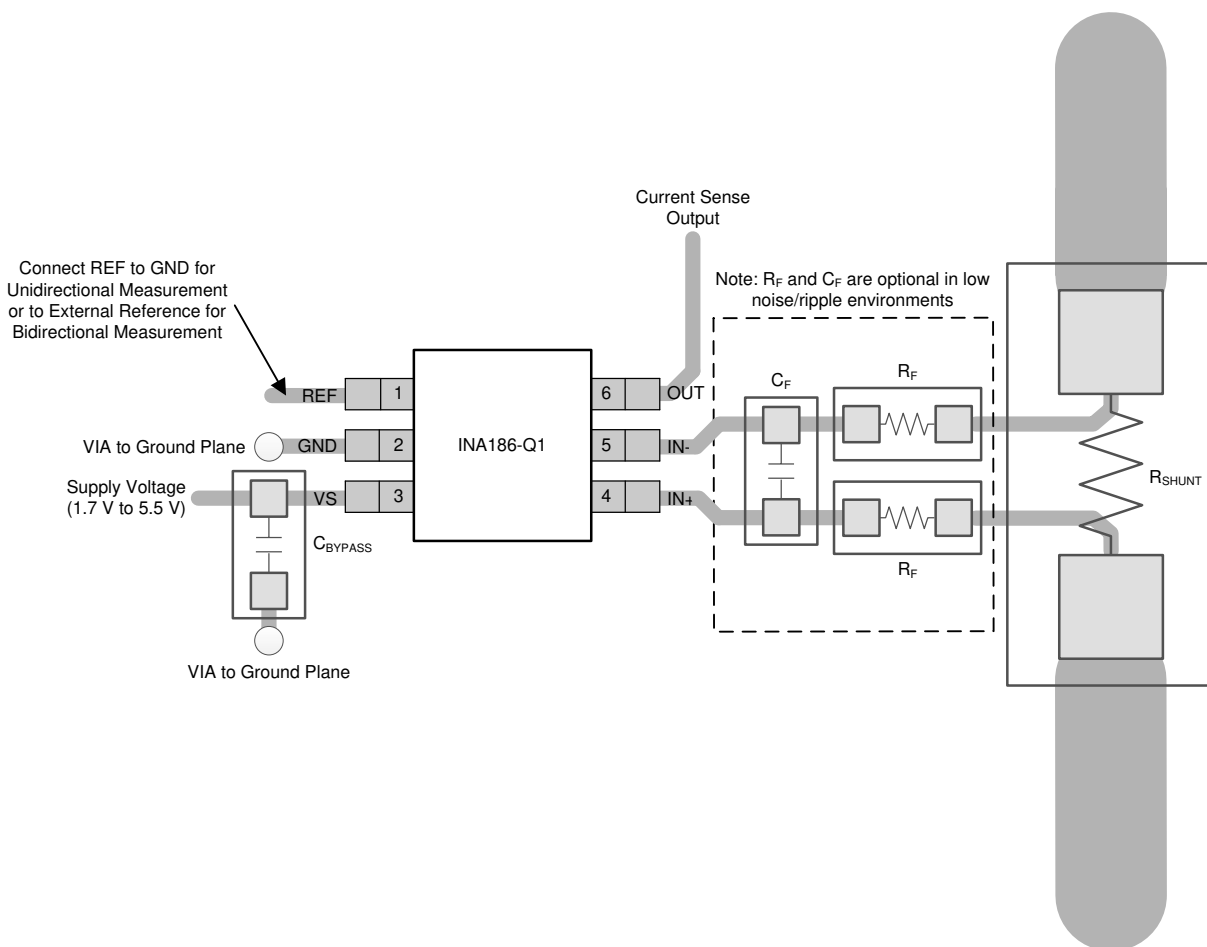 Current Sense
Output
Connect REF to GND for
Unidirectional Measurement
or to External Reference for
Bidirectional Measurement
Note: RF and CF are optional in low
noise/ripple environments
REF
1
6
OUT
CF
RF
VIA to Ground Plane
GND
2
INA186-Q1
5
IN-
RSHUNT
Supply Voltage
(1.7 V to 5.5 V)
VS
3
4
IN+
CBYPASS
RF
VIA to Ground Plane